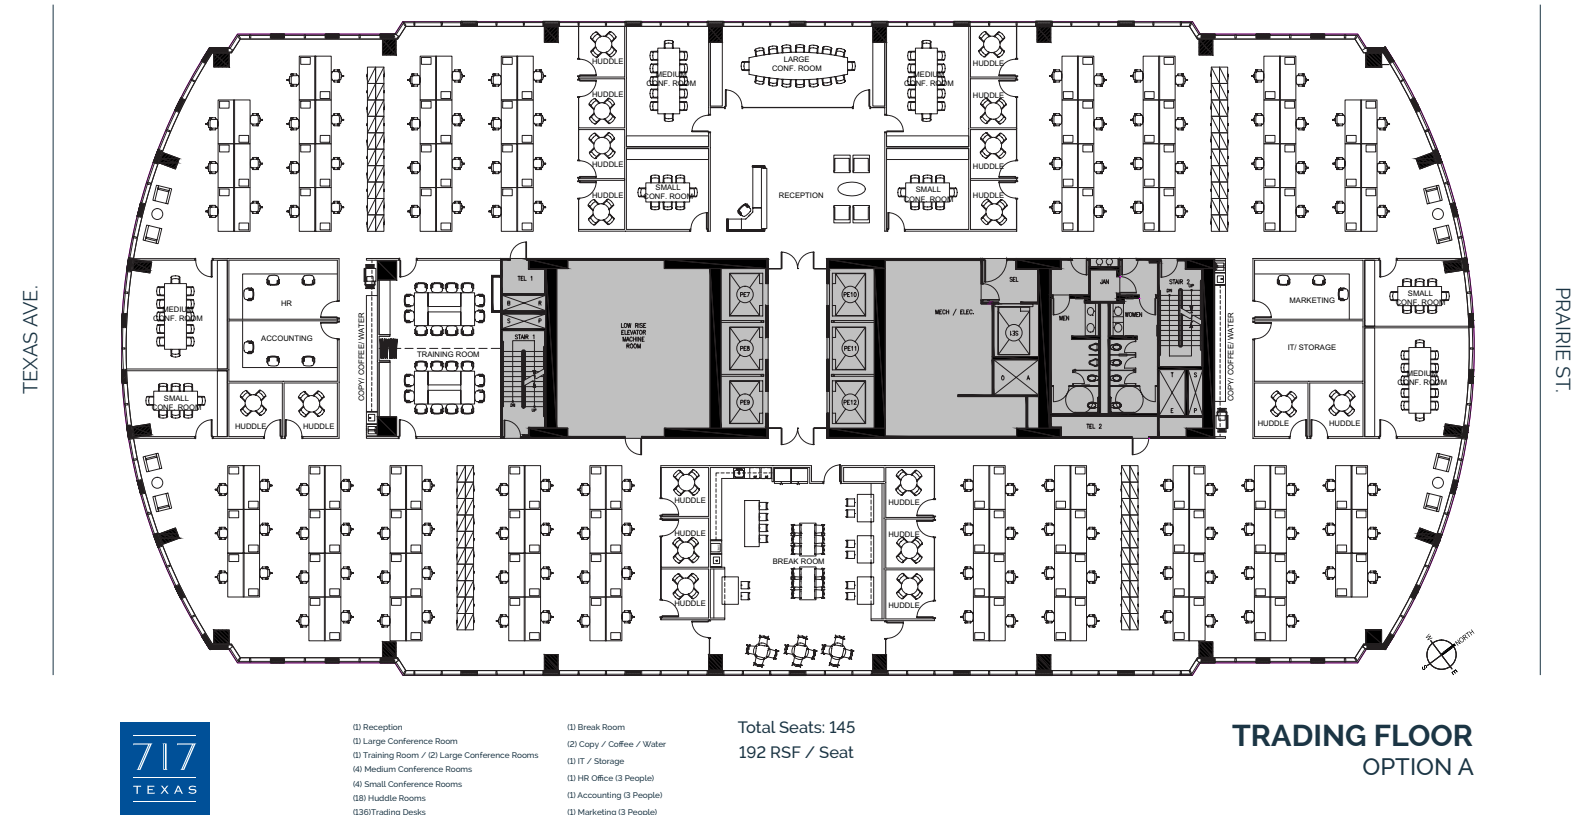 HUDDLE
MEDIUM
CONF. ROOM
LARGE
CONF. ROOM
MEDIUM
CONF. ROOM
HUDDLE
HUDDLE
HUDDLE
HUDDLE
HUDDLE
HUDDLE
SMALL
CONF. ROOM
RECEPTION
SMALL
CONF. ROOM
HUDDLE
TEXAS AVE.
PRAIRIE ST.
MEDIUM
CONF. ROOM
HR
ACCOUNTING
SMALL
CONF. ROOM
HUDDLE
HUDDLE
COPY/ COFFEE/ WATER
TRAINING ROOM
TEL 1
B R
STAIR 1
DN
UP
LOW RISE
ELEVATOR
MACHINE
ROOM
PE7
PE8
PE9
PE10
PE11
PE12
MECH / ELEC.
SEL
O A
JAN
MEN
WOMEN
STAIR 2
DN
UP
T
E
S
P
TEL 2
COPY/ COFFEE/ WATER
MARKETING
IT/ STORAGE
HUDDLE
HUDDLE
SMALL
CONF. ROOM
MEDIUM
CONF. ROOM
HUDDLE
HUDDLE
HUDDLE
BREAK ROOM
HUDDLE
HUDDLE
HUDDLE
W
NORTH
S
E
717
TEXAS
(1) Reception
(1) Large Conference Room
(1) Training Room / (2) Large Conference Rooms
(4) Medium Conference Rooms
(4) Small Conference Rooms
(18) Huddle Rooms
(136)Trading Desks
(1) Break Room
(2) Copy / Coffee / Water
(1) IT / Storage
(1) HR Office (3 People)
(1) Accounting (3 People)
(1) Marketing (3 People)
Total Seats: 145
192 RSF / Seat
TRADING FLOOR
OPTION A